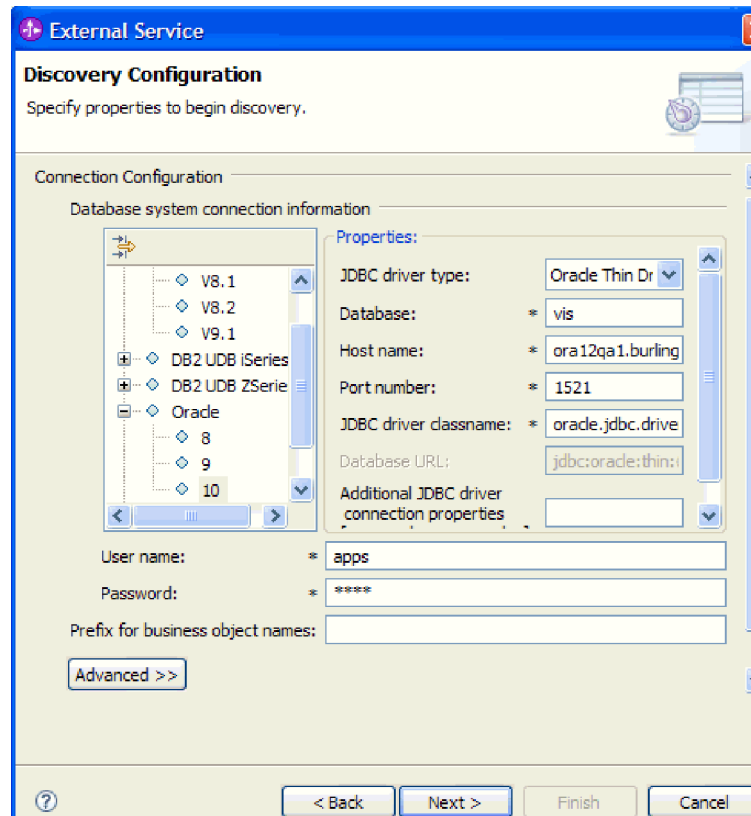 External Service
Discovery Configuration
Specify properties to begin discovery.
Connection Configuration
Database system connection information
V8.1
V8.2
V9.1
DB2 UDB iSeries
DB2 UDB ZSerie
Oracle
8
9
10
Properties:
JDBC driver type: Oracle Thin Dr
Database: * vis
Host name: * ora12qa1.burling
Port number: * 1521
JDBC driver classname: * oracle.jdbc.drive
Database URL: jdbc:oracle:thin:
Additional JDBC driver
connection properties
User name: * apps
Password: * ****
Prefix for business object names:
Advanced >>
< Back Next > Finish Cancel